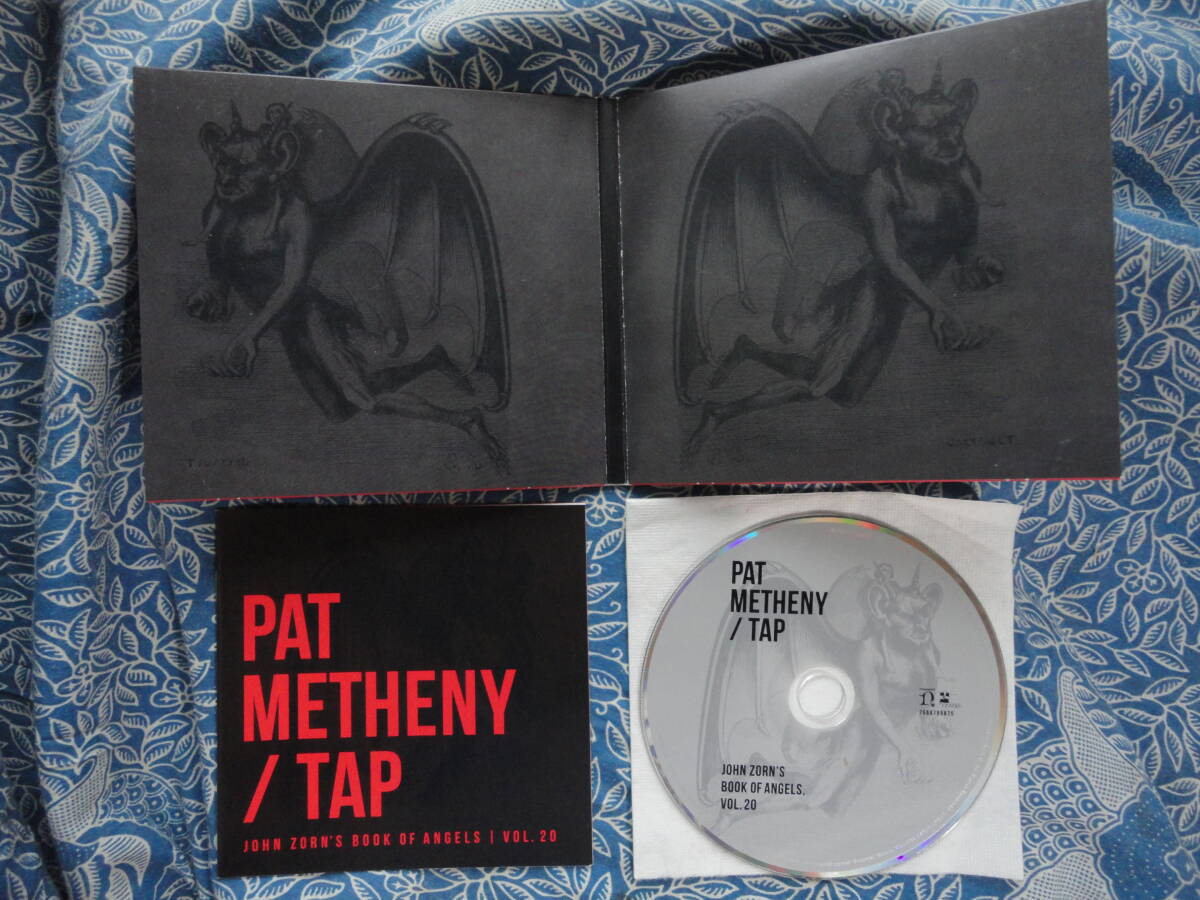 PAT
METHENY
/ TAP
JOHN ZORN'S BOOK OF ANGELS | VOL. 20
PAT
METHENY
/ TAP
JOHN ZORN'S
BOOK OF ANGELS,
VOL. 20